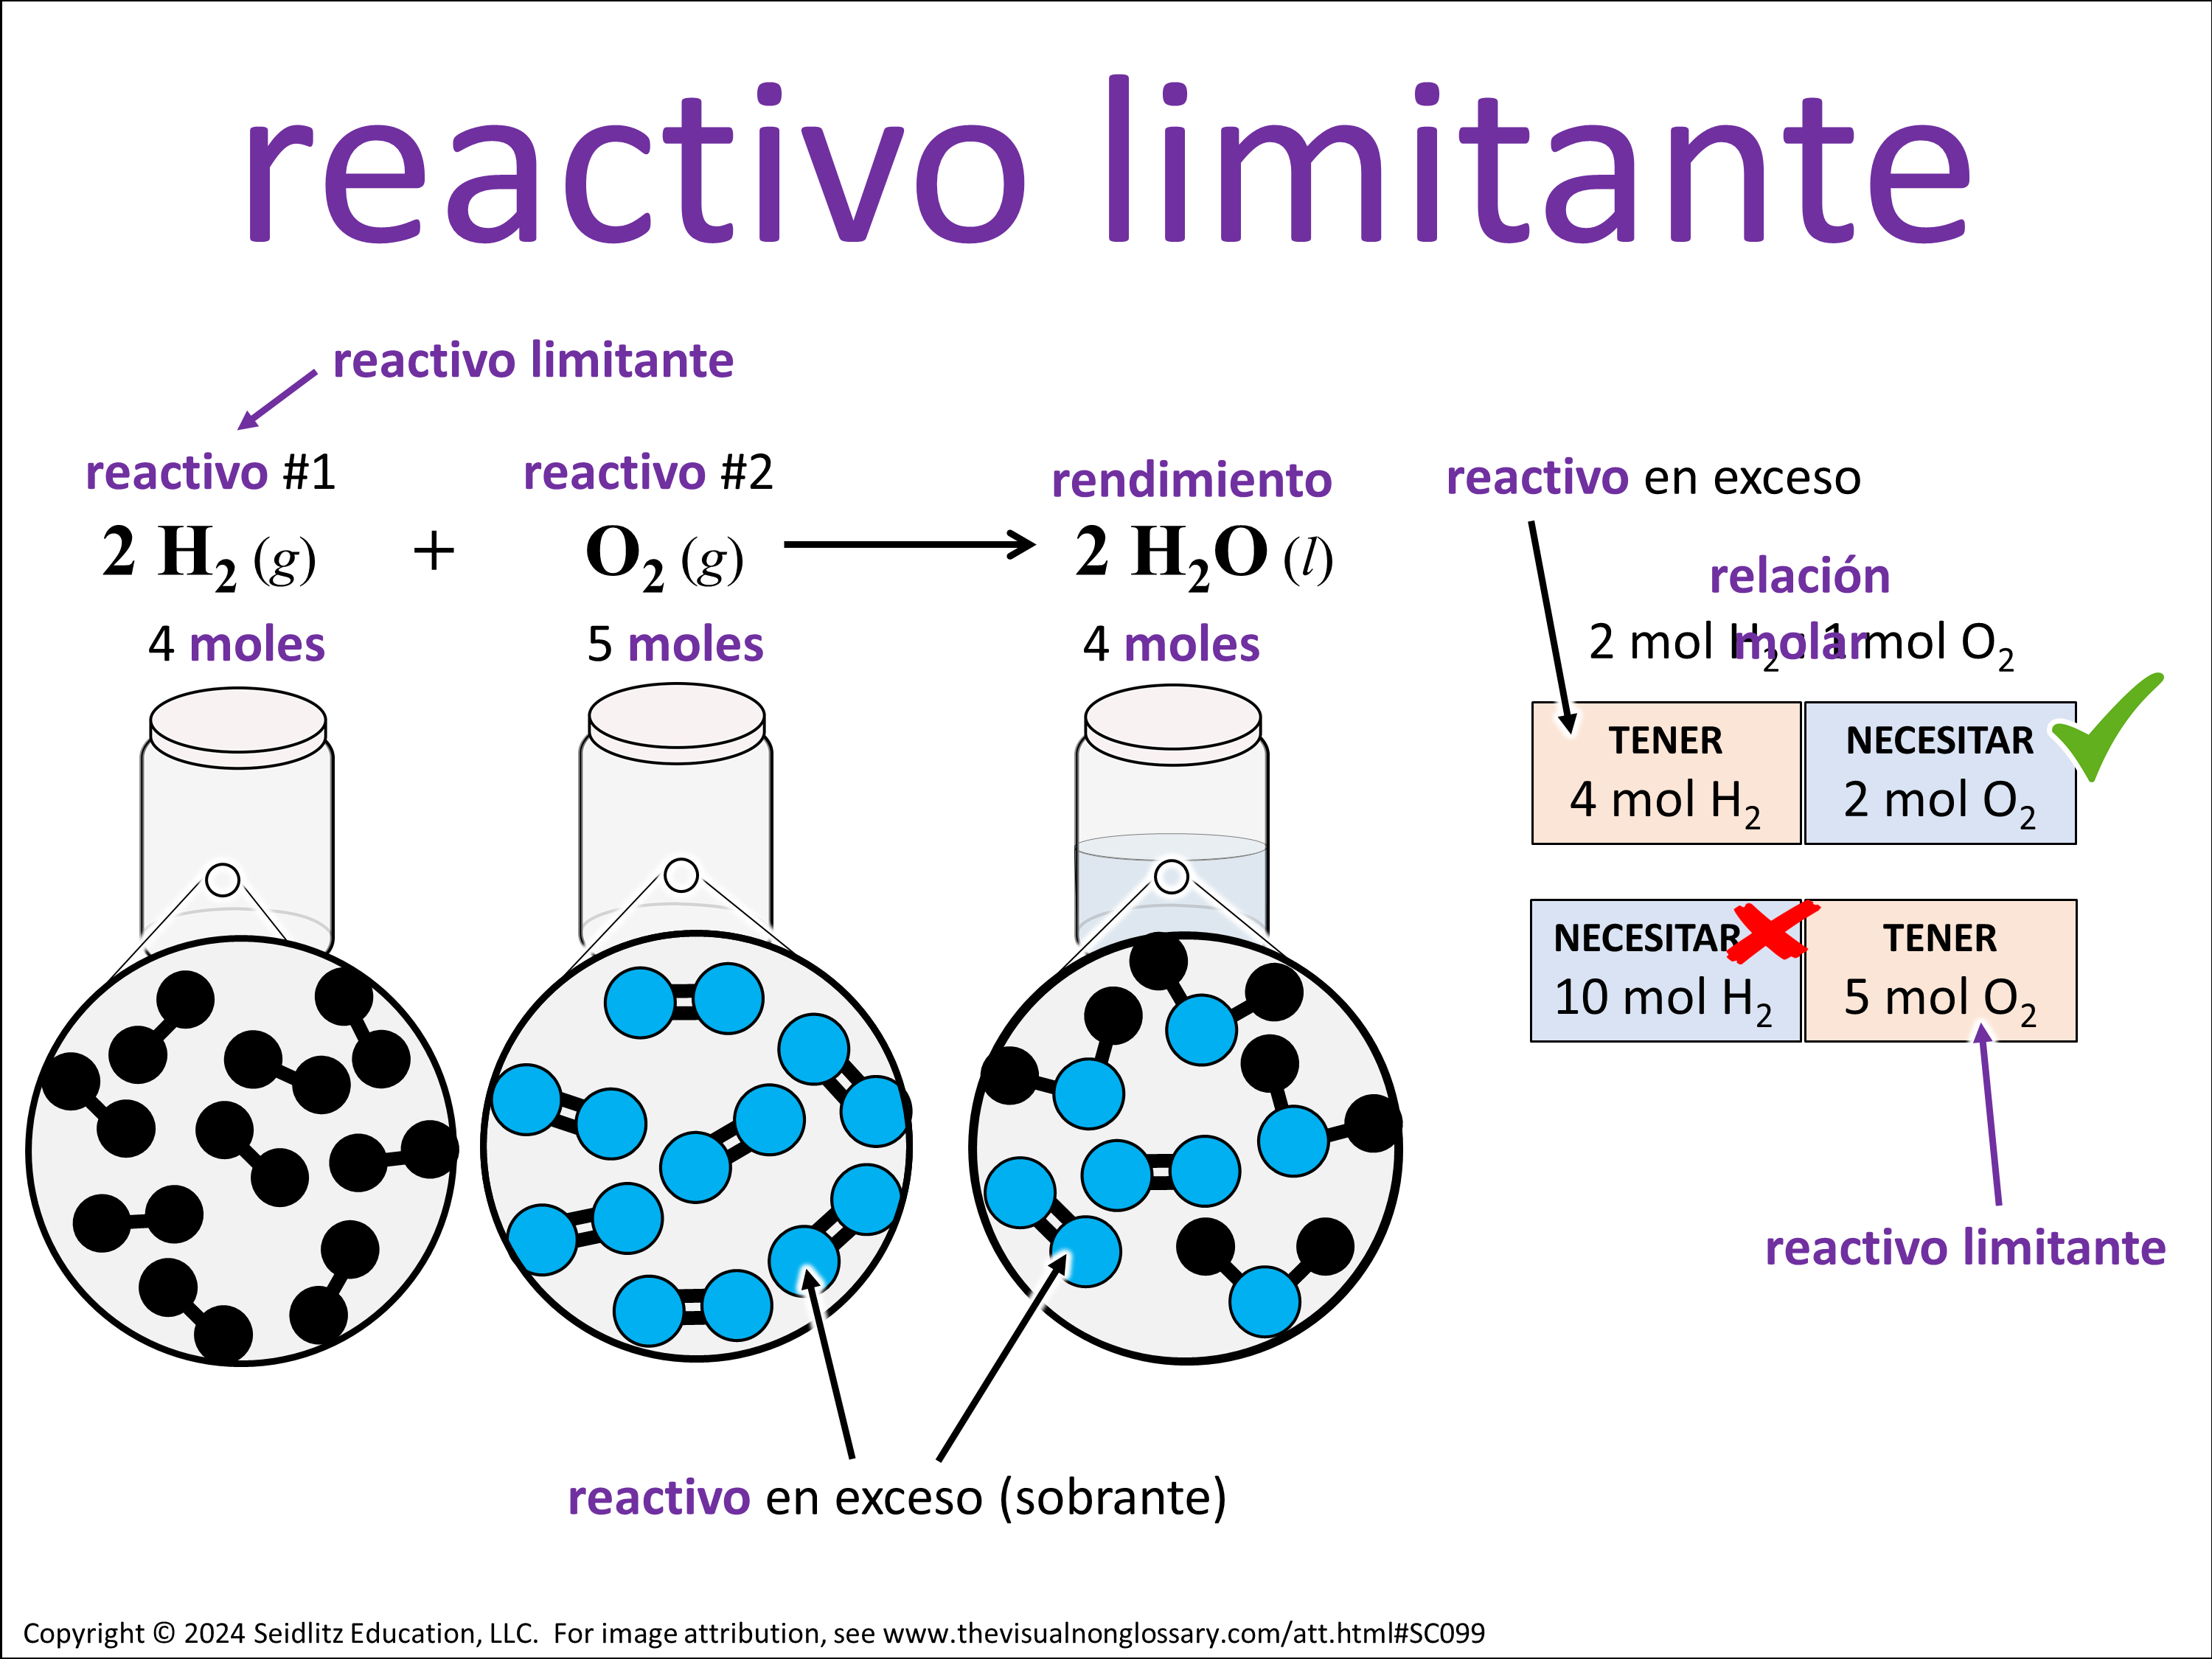 reactivo limitante
reactivo limitante
reactivo #1
reactivo #2
rendimiento
reactivo en exceso
2 H₂ (g) + O₂ (g) → 2 H₂O (l)
4 moles
5 moles
4 moles
relación
molar
2 mol H₂ : 1 mol O₂
TENER
4 mol H₂
NECESITAR
2 mol O₂
NECESITAR
10 mol H₂
TENER
5 mol O₂
reactivo limitante
reactivo en exceso (sobrante)
Copyright © 2024 Seidlitz Education, LLC. For image attribution, see www.thevisualnonglossary.com/att.html#SC099